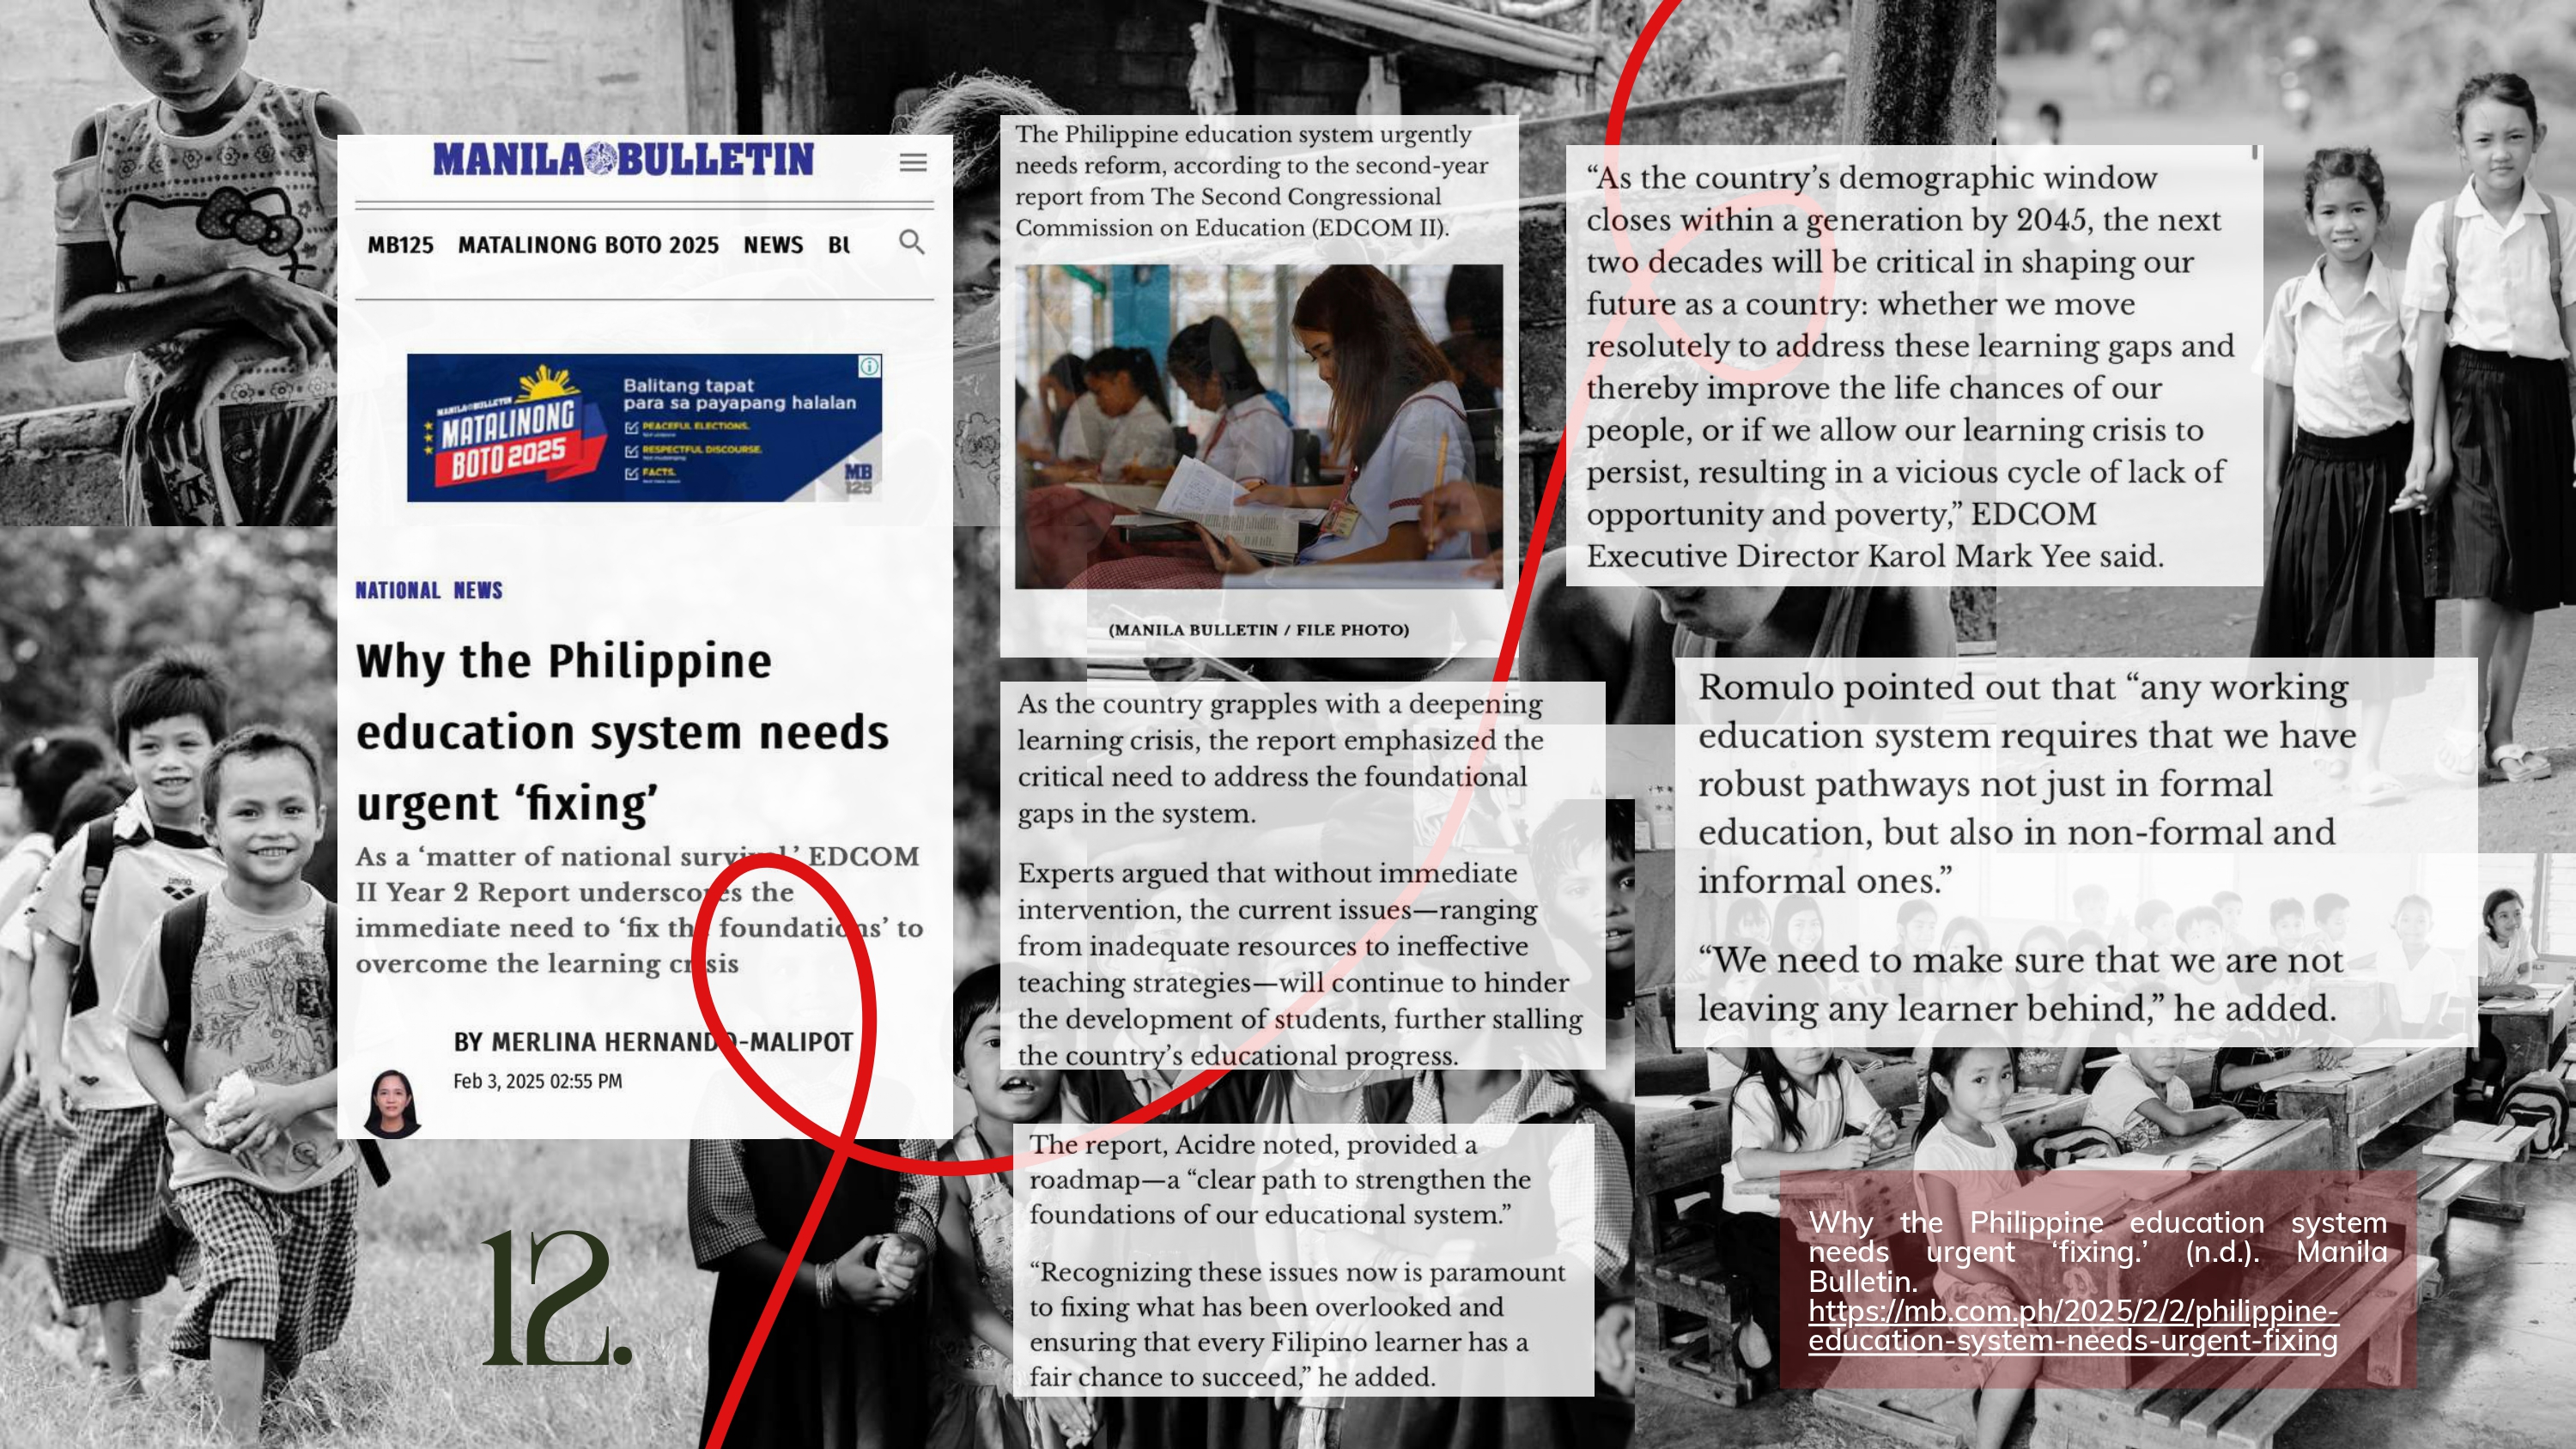 MANILA BULLETIN
MB125 MATALINONG BOTO 2025 NEWS BU
MANILA BULLETIN
MATALINONG
BOTO 2025
Balitang tapat
para sa payapang halalan
PEACEFUL ELECTIONS.
RESPECTFUL DISCOURSE.
FACTS.
MB
125
NATIONAL NEWS
Why the Philippine
education system needs
urgent ‘fixing’
As a ‘matter of national survival,’ EDCOM
II Year 2 Report underscores the
immediate need to ‘fix the foundations’ to
overcome the learning crisis
BY MERLINA HERNANDO-MALIPOT
Feb 3, 2025 02:55 PM
12.
The Philippine education system urgently
needs reform, according to the second-year
report from The Second Congressional
Commission on Education (EDCOM II).
(MANILA BULLETIN / FILE PHOTO)
As the country grapples with a deepening
learning crisis, the report emphasized the
critical need to address the foundational
gaps in the system.
Experts argued that without immediate
intervention, the current issues—ranging
from inadequate resources to ineffective
teaching strategies—will continue to hinder
the development of students, further stalling
the country’s educational progress.
The report, Acidre noted, provided a
roadmap—a “clear path to strengthen the
foundations of our educational system.”
“Recognizing these issues now is paramount
to fixing what has been overlooked and
ensuring that every Filipino learner has a
fair chance to succeed,” he added.
“As the country’s demographic window
closes within a generation by 2045, the next
two decades will be critical in shaping our
future as a country: whether we move
resolutely to address these learning gaps and
thereby improve the life chances of our
people, or if we allow our learning crisis to
persist, resulting in a vicious cycle of lack of
opportunity and poverty,” EDCOM
Executive Director Karol Mark Yee said.
Romulo pointed out that “any working
education system requires that we have
robust pathways not just in formal
education, but also in non-formal and
informal ones.”
“We need to make sure that we are not
leaving any learner behind,” he added.
Why the Philippine education system
needs urgent ‘fixing.’ (n.d.). Manila
Bulletin.
https://mb.com.ph/2025/2/2/philippine-
education-system-needs-urgent-fixing